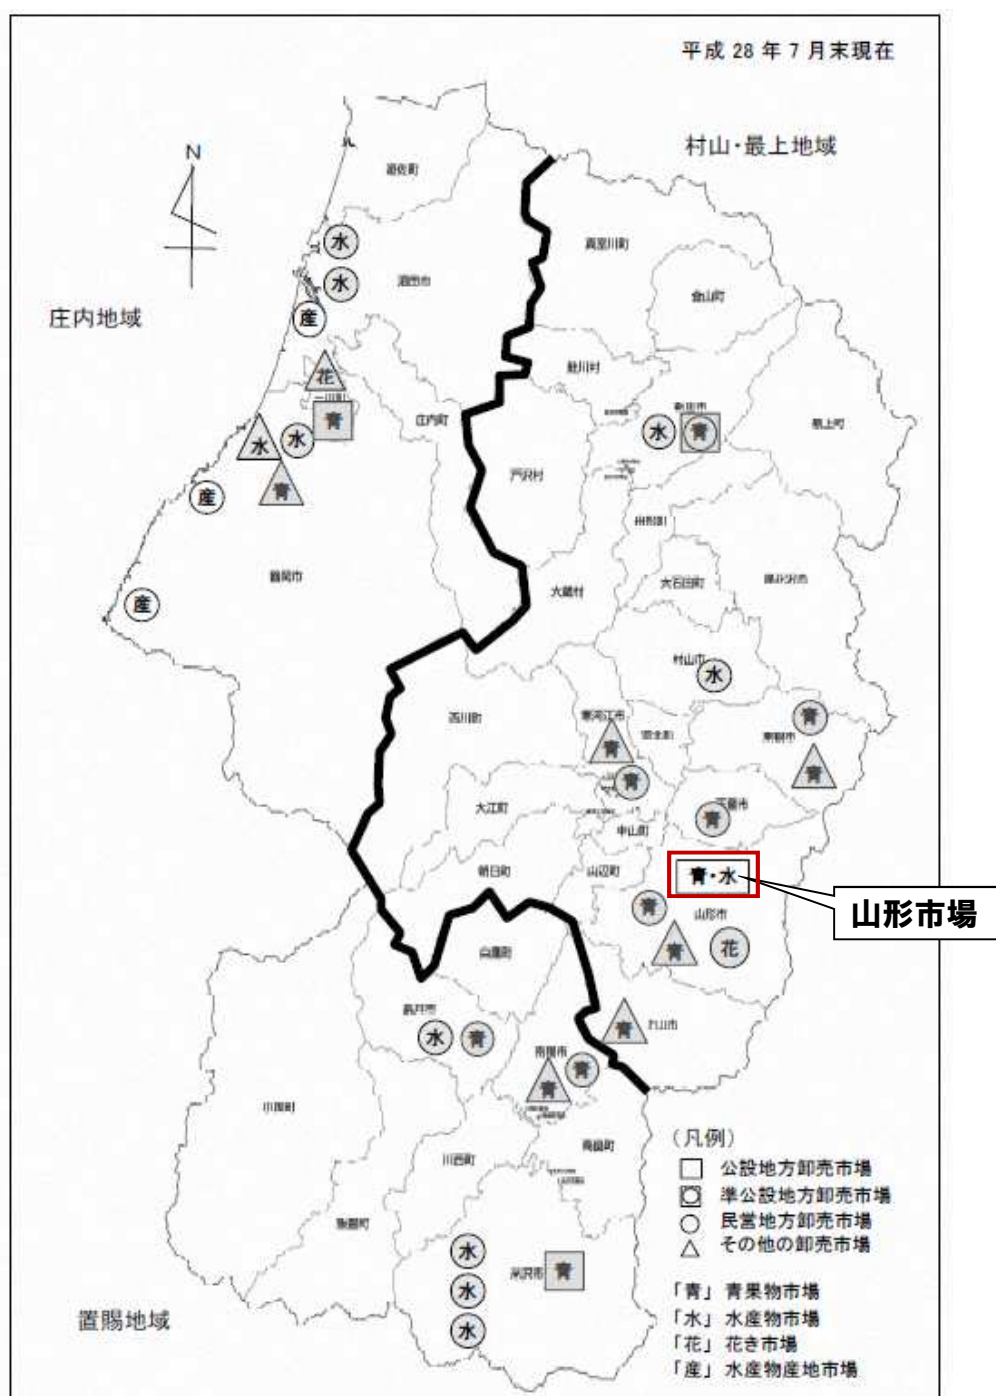 平成 28 年 7 月末現在
村山・最上地域
N
遊佐町
真室川町
水
金山町
水
酒田市
産
庄内地域
鮭川村
花
庄内町
青
新庄市
最上町
水
水
水
青
青
戸沢村
産
舟形町
鶴岡市
大蔵村
大石田町
尾花沢市
産
村山市
水
西川町
寒河江市
青
青
東根市
青
青
大江町
青
中山町
朝日町
山辺町
青・水
山形市場
青
山形市
青
花
白鷹町
長井市
水
青
青
南陽市
青
青
小国町
高畠町
川西町
飯豊町
水
水
水
米沢市
青
置賜地域
(凡例)
公設地方卸売市場
準公設地方卸売市場
民営地方卸売市場
その他の卸売市場
「青」 青果物市場
「水」 水産物市場
「花」 花き市場
「産」 水産物産地市場